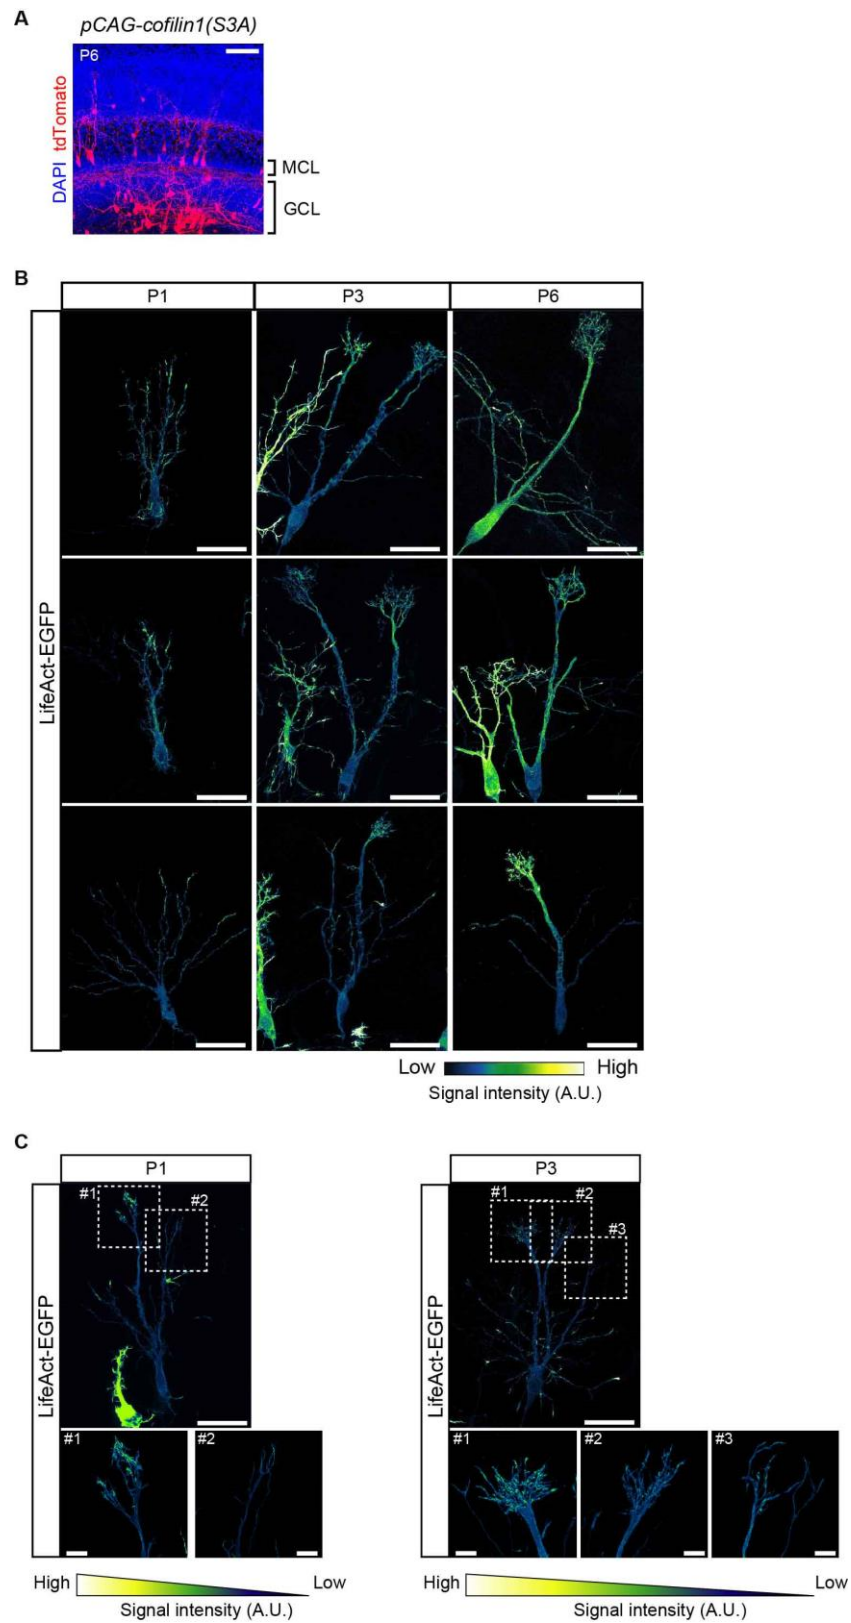 A
pCAG-cofilin1(S3A)
P6
DAPI tdTomato
MCL
GCL
B
P1 P3 P6
LifeAct-EGFP
Low High
Signal intensity (A.U.)
C
P1
LifeAct-EGFP
#1
#2
#1
#2
High Low
Signal intensity (A.U.)
P3
LifeAct-EGFP
#1
#2
#3
#1
#2
#3
High Low
Signal intensity (A.U.)